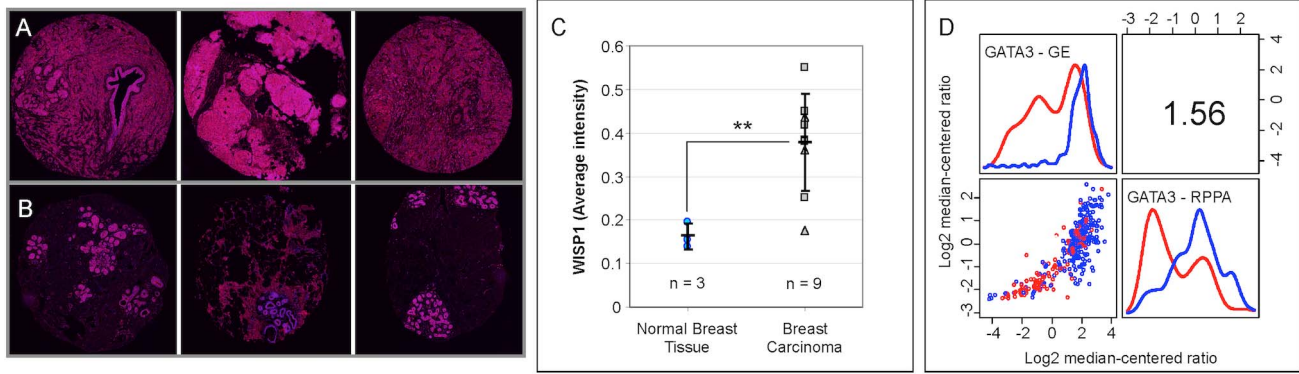 A
B
C
WISP1 (Average intensity)
0.6
0.5
0.4
0.3
0.2
0.1
0
**
n = 3
n = 9
Normal Breast
Tissue
Breast
Carcinoma
D
-3 -2 -1 0 1 2
GATA3 - GE
1.56
4
2
0
-2
-4
Log2 median-centered ratio
2
1
0
-1
-2
-3
GATA3 - RPPA
-4 -2 0 2 4
Log2 median-centered ratio